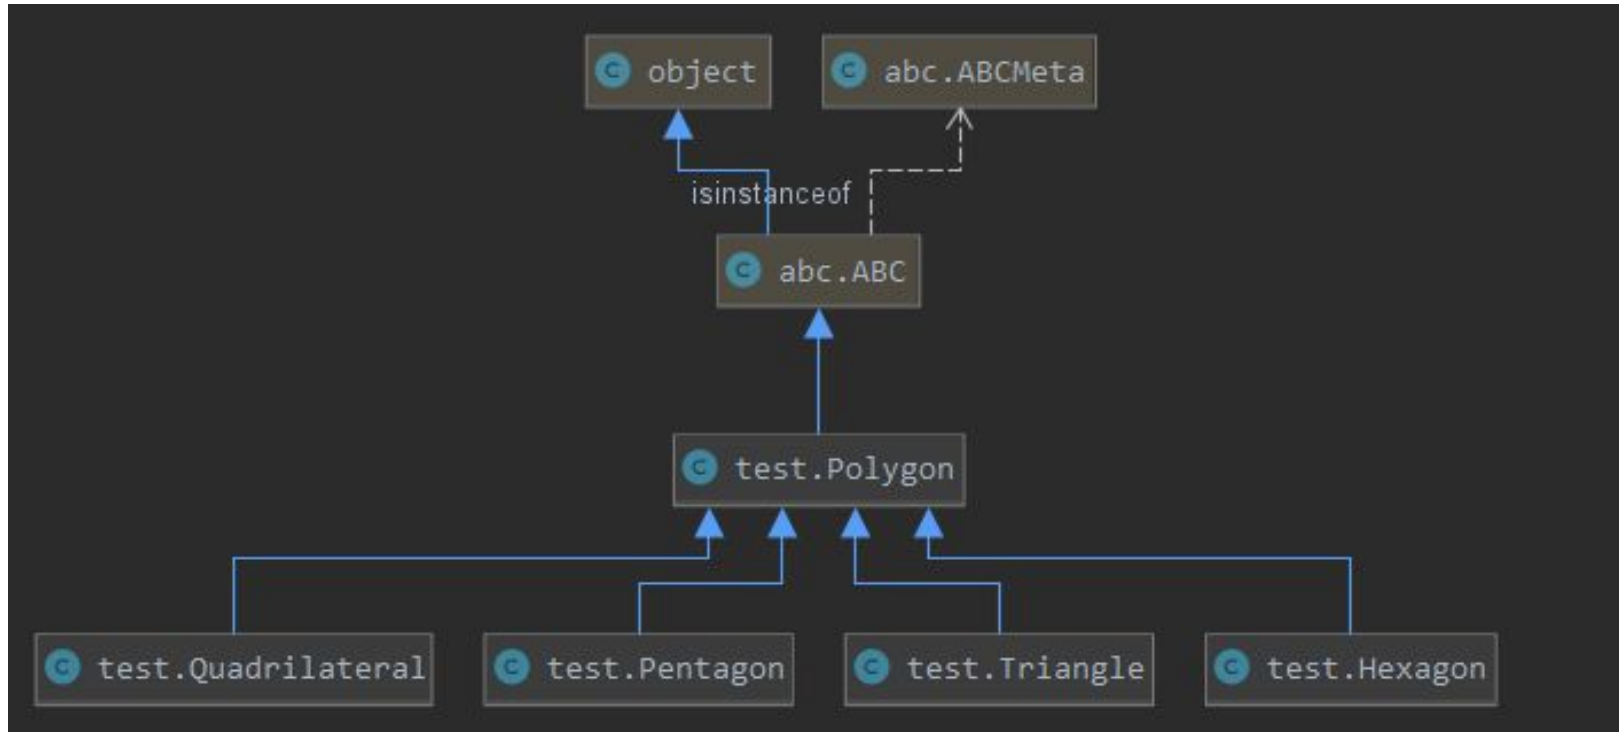 C object
C abc.ABCMeta
isinstanceof
C abc.ABC
C test.Polygon
C test.Quadrilateral
C test.Pentagon
C test.Triangle
C test.Hexagon